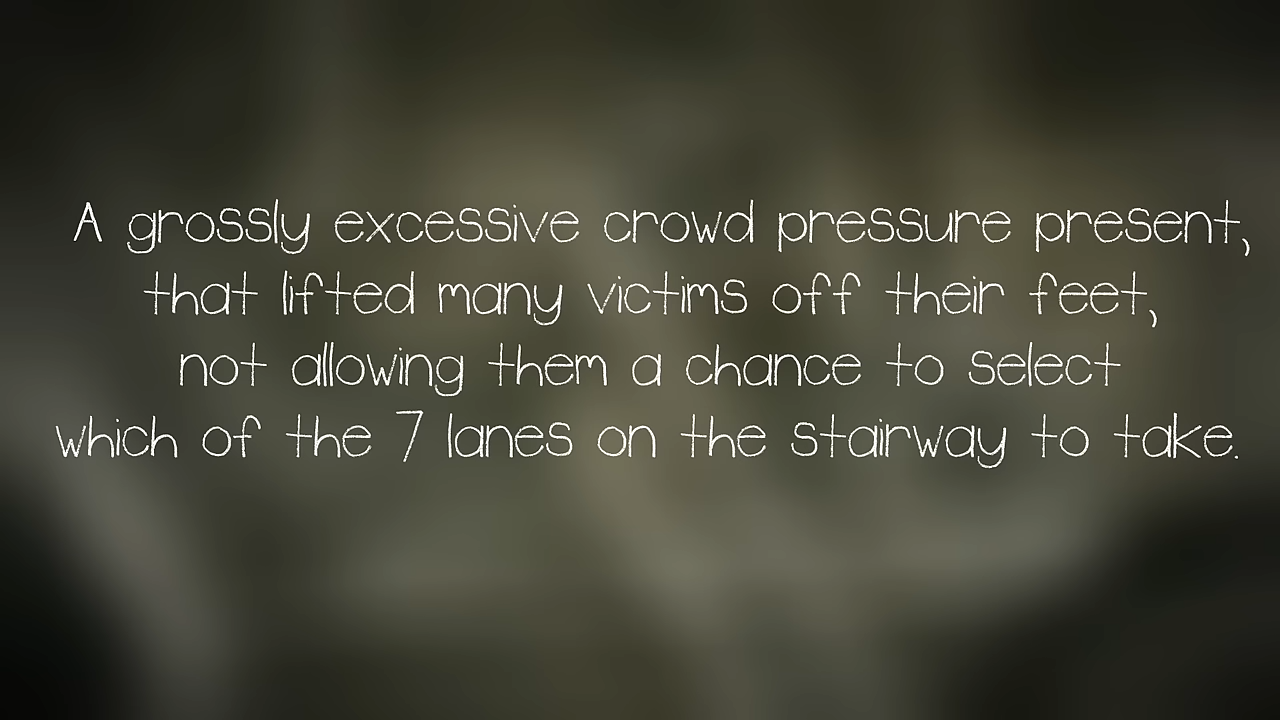 A grossly excessive crowd pressure present,
that lifted many victims off their feet,
not allowing them a chance to select
which of the 7 lanes on the stairway to take.